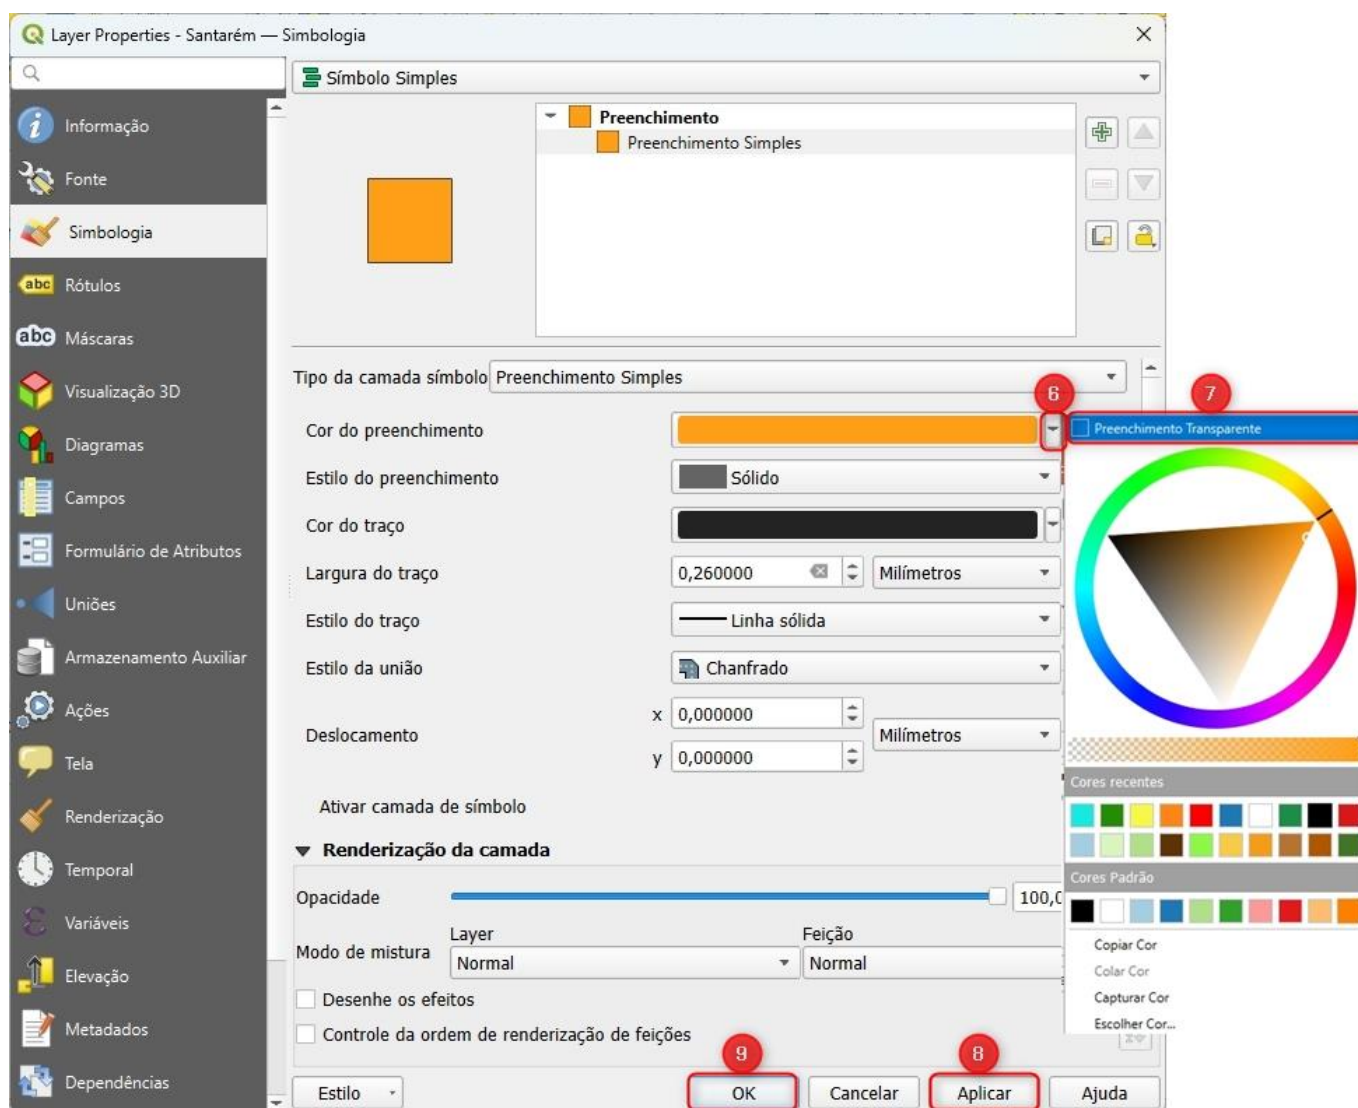 Layer Properties - Santarém — Simbologia
Símbolo Simples
Informação
Fonte
Simbologia
abc Rótulos
abc Máscaras
Visualização 3D
Diagramas
Campos
Formulário de Atributos
Uniões
Armazenamento Auxiliar
Ações
Tela
Renderização
Temporal
Variáveis
Elevação
Metadados
Dependências
Preenchimento
Preenchimento Simples
Tipo da camada símbolo Preenchimento Simples
Cor do preenchimento
6
7
Preenchimento Transparente
Estilo do preenchimento Sólido
Cor do traço
Largura do traço 0,260000 Milímetros
Estilo do traço Linha sólida
Estilo da união Chanfrado
Deslocamento
x 0,000000
y 0,000000
Milímetros
Ativar camada de símbolo
Renderização da camada
Opacidade 100,0
Modo de mistura
Layer
Normal
Feição
Normal
Desenhe os efeitos
Controle da ordem de renderização de feições
Cores recentes
Cores Padrão
Copiar Cor
Colar Cor
Capturar Cor
Escolher Cor...
9
8
Estilo OK Cancelar Aplicar Ajuda